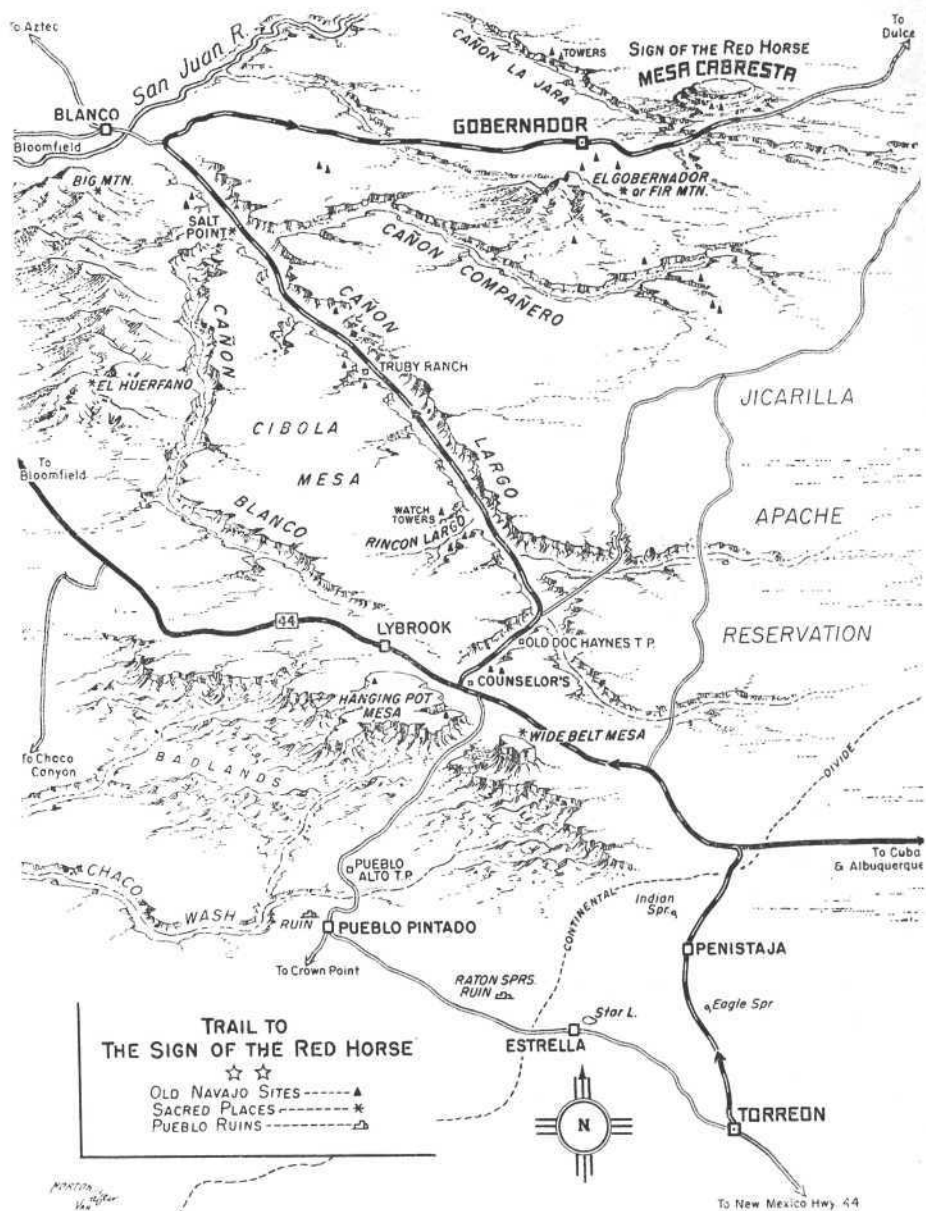 To Aztec
San Juan R.
BLANCO
Bloomfield
CAÑON LA JARA
TOWERS
SIGN OF THE RED HORSE
MESA CABRESTA
To
Dulce
GOBERNADOR
BIG MTN.
EL GOBERNADOR
or FIR MTN.
SALT
POINT
CAÑON COMPAÑERO
CAÑON
BLANCO
CAÑON
LARGO
TRUBY RANCH
EL HUERFANO
CIBOLA
MESA
JICARILLA
APACHE
RESERVATION
To
Bloomfield
WATCH
TOWERS
RINCON LARGO
44
LYBROOK
OLD DOC HAYNES T.P.
COUNSELOR'S
HANGING POT
MESA
WIDE BELT MESA
To Chaco
Canyon
BADLANDS
CONTINENTAL DIVIDE
To Cuba
& Albuquerque
CHACO
WASH
PUEBLO
ALTO T.P.
RUIN
PUEBLO PINTADO
To Crown Point
Indian
Spr.
PENISTAJA
RATON SPRS.
RUIN
Eagle Spr
Star L.
ESTRELLA
TORREON
N
To New Mexico Hwy. 44
TRAIL TO
THE SIGN OF THE RED HORSE
OLD NAVAJO SITES
SACRED PLACES
PUEBLO RUINS
MORTON